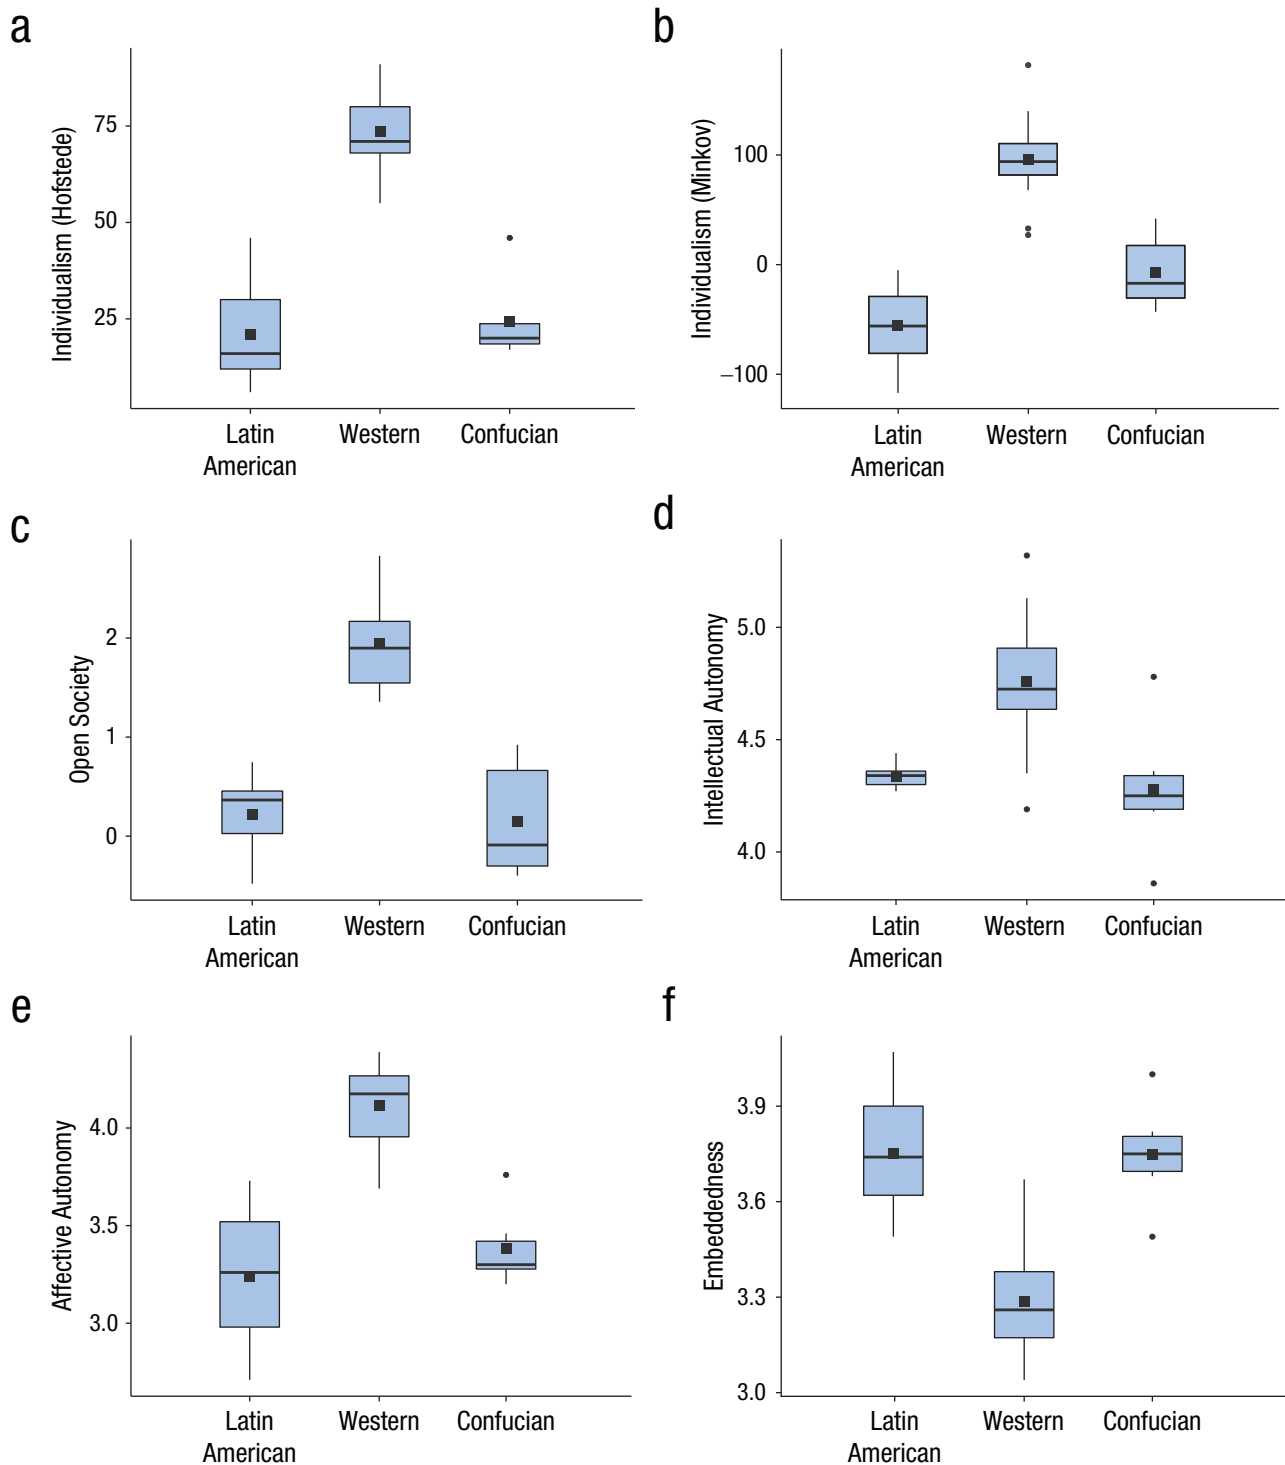 a
Individualism (Hofstede)
75
50
25
Latin
American
Western
Confucian
b
Individualism (Minkov)
100
0
–100
Latin
American
Western
Confucian
c
Open Society
2
1
0
Latin
American
Western
Confucian
d
Intellectual Autonomy
5.0
4.5
4.0
Latin
American
Western
Confucian
e
Affective Autonomy
4.0
3.5
3.0
Latin
American
Western
Confucian
f
Embeddedness
3.9
3.6
3.3
3.0
Latin
American
Western
Confucian